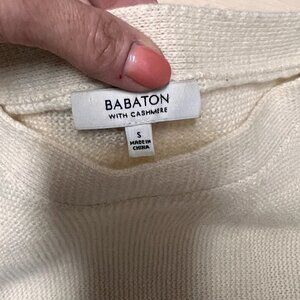 BABATON
WITH CASHMERE
S
MADE IN
CHINA